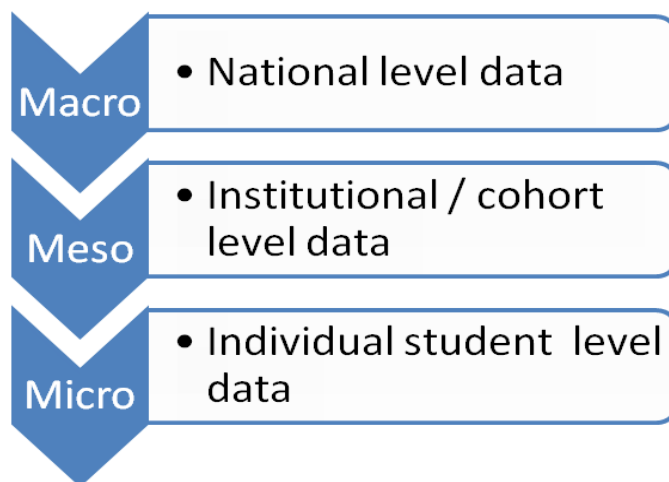 Macro
• National level data
Meso
• Institutional / cohort
level data
Micro
• Individual student level
data